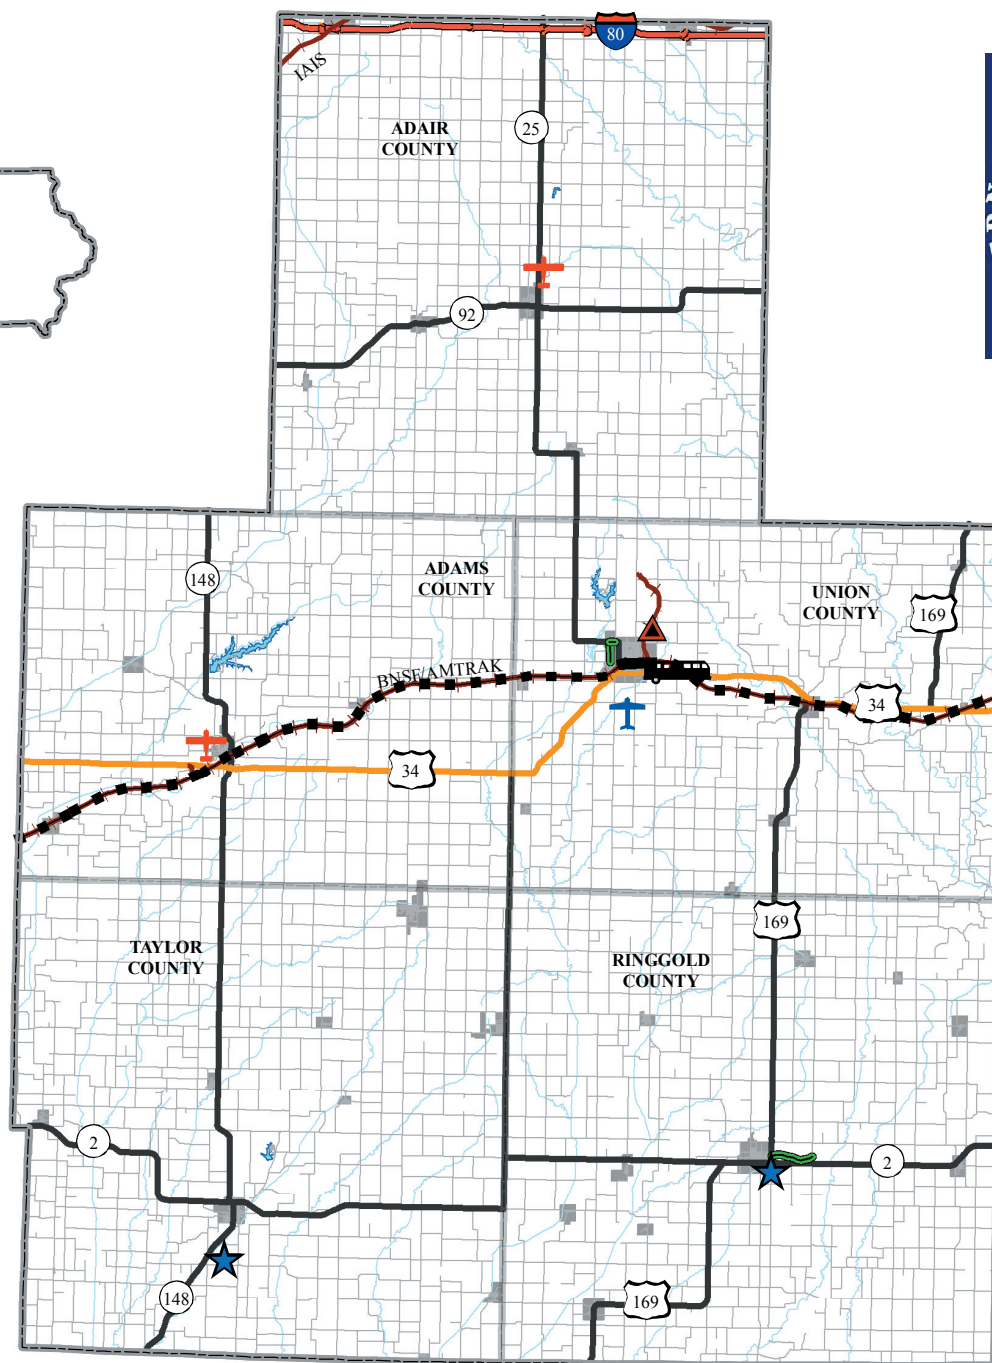 80
IAIS
25
ADAIR
COUNTY
92
148
ADAMS
COUNTY
UNION
COUNTY
169
BNSF/AMTRAK
34
34
169
TAYLOR
COUNTY
RINGGOLD
COUNTY
2
2
148
169